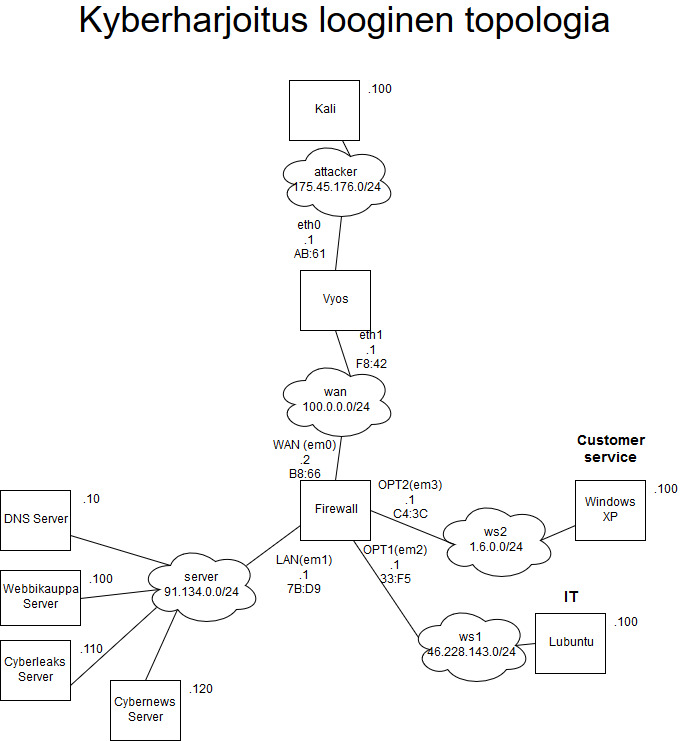 Kyberharjoitus looginen topologia
Kali
.100
attacker
175.45.176.0/24
eth0
.1
AB:61
Vyos
eth1
.1
F8:42
wan
100.0.0.0/24
WAN (em0)
.2
B8:66
Firewall
Customer
service
OPT2(em3)
.1
C4:3C
Windows
XP
.100
ws2
1.6.0.0/24
DNS Server
.10
LAN(em1)
.1
7B:D9
OPT1(em2)
.1
33:F5
server
91.134.0.0/24
Webbikauppa
Server
.100
IT
Lubuntu
.100
ws1
46.228.143.0/24
Cyberleaks
Server
.110
Cybernews
Server
.120